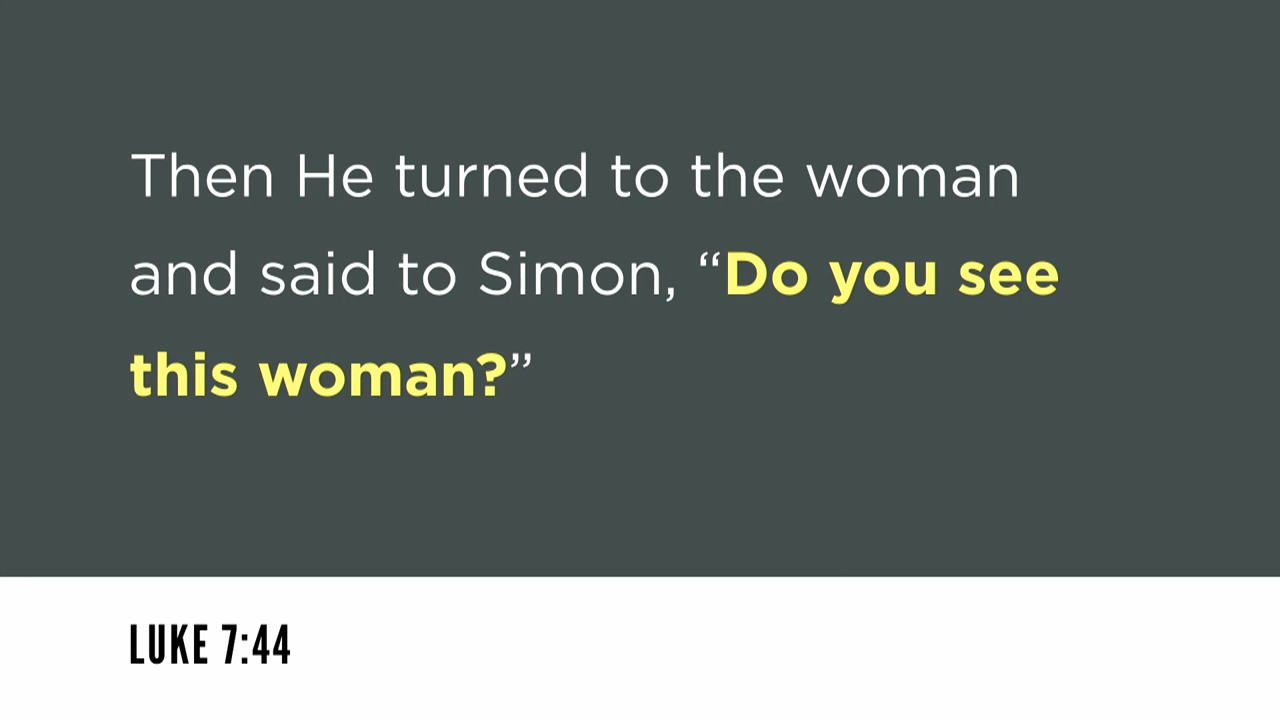 Then He turned to the woman
and said to Simon, “Do you see
this woman?”
LUKE 7:44